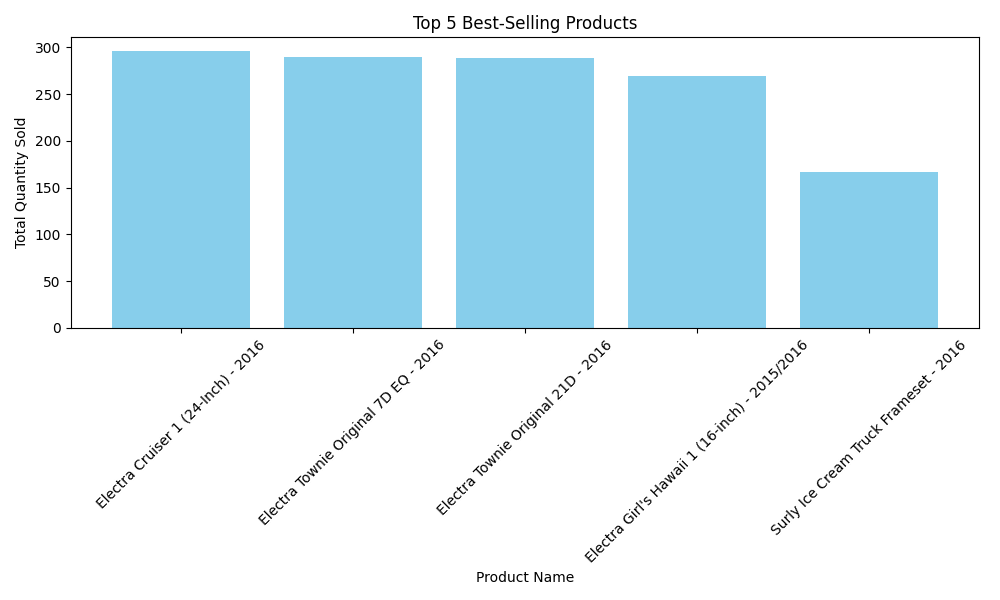 Top 5 Best-Selling Products
Total Quantity Sold
300
250
200
150
100
50
0
Electra Cruiser 1 (24-Inch) - 2016
Electra Townie Original 7D EQ - 2016
Electra Townie Original 21D - 2016
Electra Girl's Hawaii 1 (16-inch) - 2015/2016
Surly Ice Cream Truck Frameset - 2016
Product Name